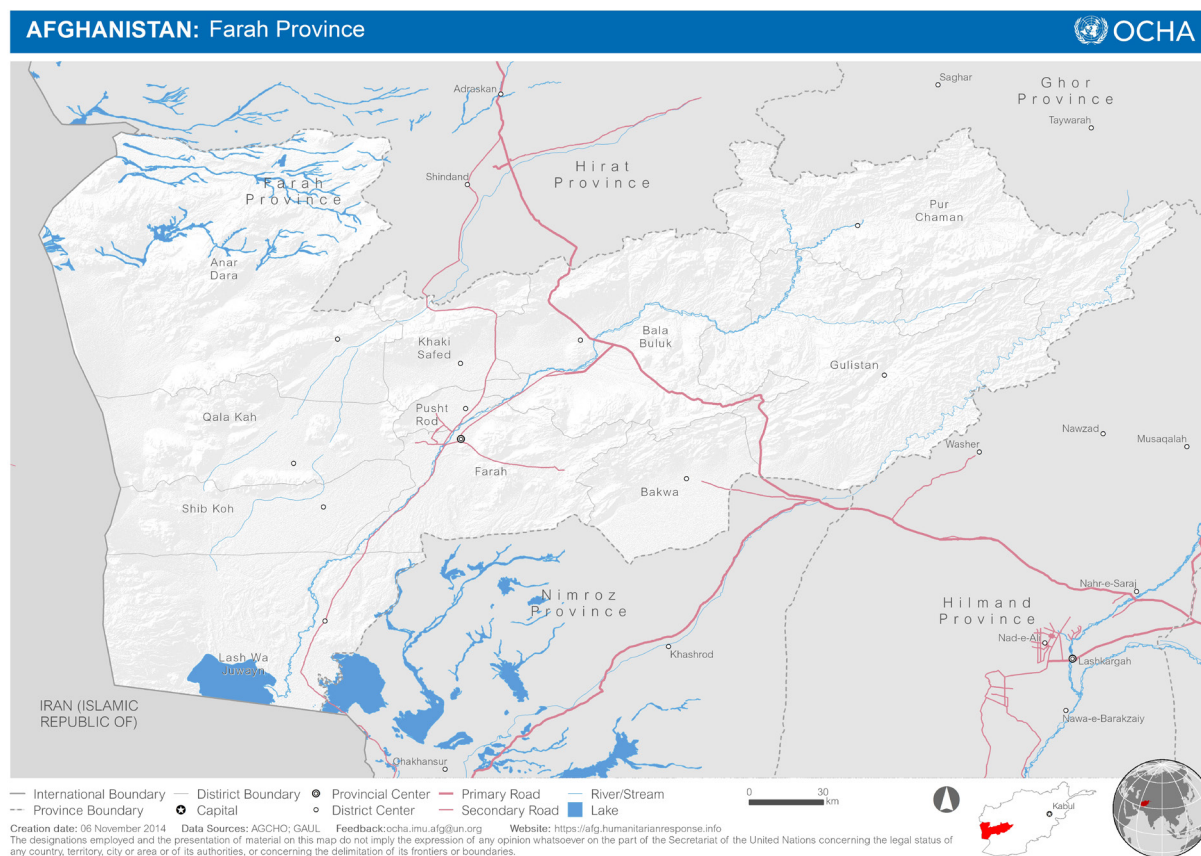 AFGHANISTAN: Farah Province
OCHA
Saghar
Ghor
Province
Taywarah
Adraskan
Hirat
Province
Shindand
Farah
Province
Pur
Chaman
Anar
Dara
Khaki
Safed
Bala
Buluk
Gulistan
Qala Kah
Pusht
Rod
Farah
Washer
Nawzad
Musaqalah
Bakwa
Shib Koh
Nimroz
Province
Nahr-e-Saraj
Hilmand
Province
Nad-e-Ali
Lashkargah
Khashrod
Lash Wa
Juwayn
Nawa-e-Barakzaiy
IRAN (ISLAMIC
REPUBLIC OF)
Chakhansur
International Boundary
District Boundary
Provincial Center
Primary Road
River/Stream
Province Boundary
Capital
District Center
Secondary Road
Lake
0 30
km
Kabul
Creation date: 06 November 2014 Data Sources: AGCHO; GAUL Feedback:ocha.imu.afg@un.org Website: https://afg.humanitarianresponse.info
The designations employed and the presentation of material on this map do not imply the expression of any opinion whatsoever on the part of the Secretariat of the United Nations concerning the legal status of
any country, territory, city or area or of its authorities, or concerning the delimitation of its frontiers or boundaries.